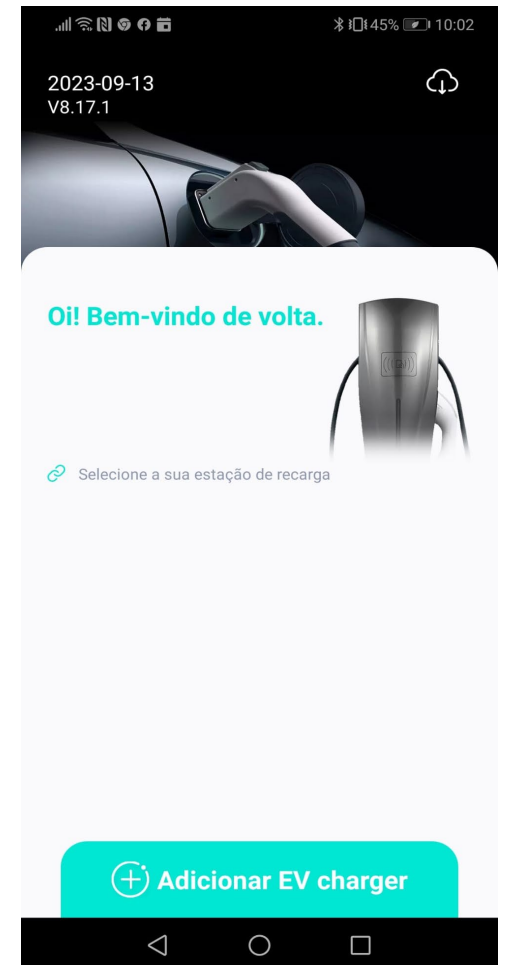 45% 10:02
2023-09-13
V8.17.1
Oi! Bem-vindo de volta.
Selecione a sua estação de recarga
Adicionar EV charger